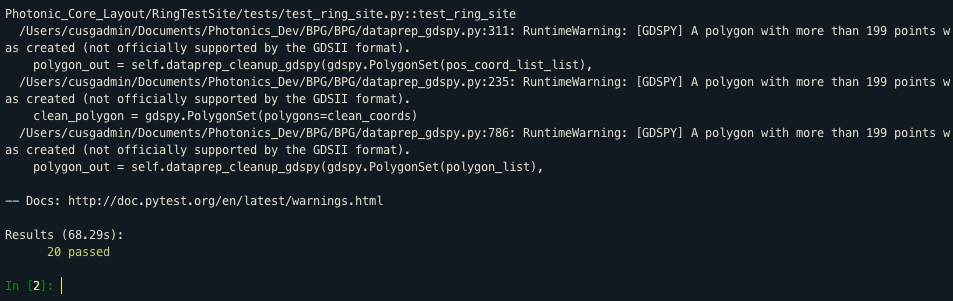 Photonic_Core_Layout/RingTestSite/tests/test_ring_site.py::test_ring_site
  /Users/cusgadmin/Documents/Photonics_Dev/BPG/BPG/dataprep_gdspy.py:311: RuntimeWarning: [GDSPY] A polygon with more than 199 points w
as created (not officially supported by the GDSII format).
    polygon_out = self.dataprep_cleanup_gdspy(gdspy.PolygonSet(pos_coord_list_list),
  /Users/cusgadmin/Documents/Photonics_Dev/BPG/BPG/dataprep_gdspy.py:235: RuntimeWarning: [GDSPY] A polygon with more than 199 points w
as created (not officially supported by the GDSII format).
    clean_polygon = gdspy.PolygonSet(polygons=clean_coords)
  /Users/cusgadmin/Documents/Photonics_Dev/BPG/BPG/dataprep_gdspy.py:786: RuntimeWarning: [GDSPY] A polygon with more than 199 points w
as created (not officially supported by the GDSII format).
    polygon_out = self.dataprep_cleanup_gdspy(gdspy.PolygonSet(polygon_list),

-- Docs: http://doc.pytest.org/en/latest/warnings.html

Results (68.29s):
      20 passed

In [2]: